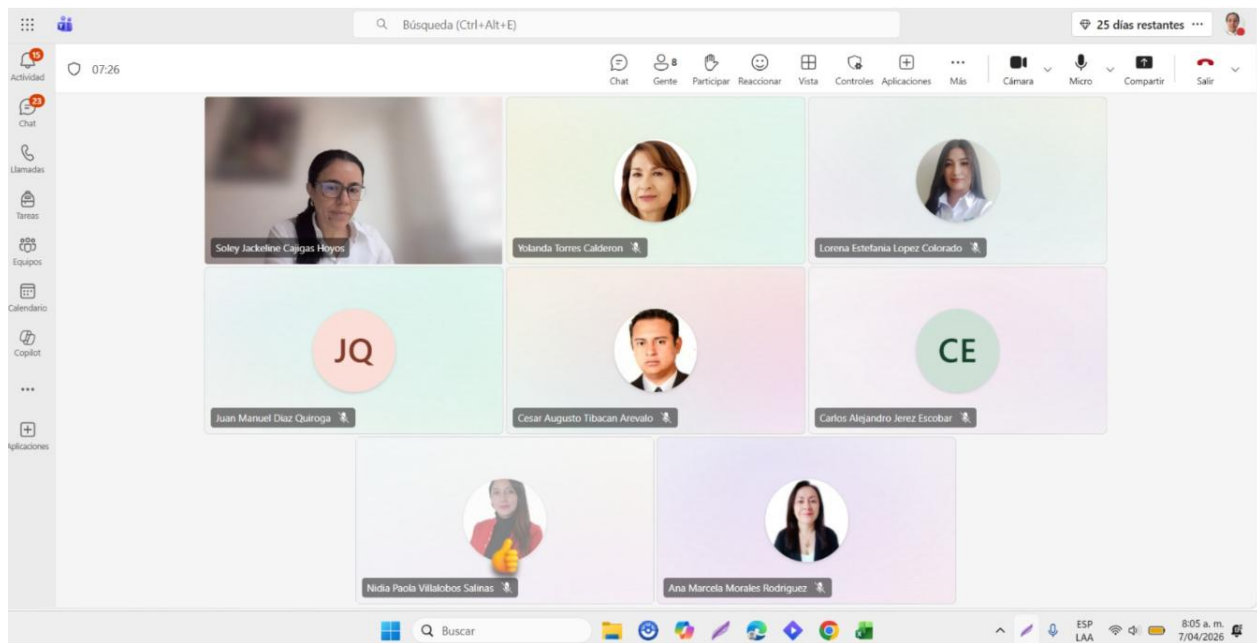 Búsqueda (Ctrl+Alt+E)
25 días restantes
15
Actividad
07:26
Chat
8
Gente
Participar
Reaccionar
Vista
Controles
Aplicaciones
Más
Cámara
Micro
Compartir
Salir
23
Chat
Llamadas
Tareas
Equipos
Calendario
Copilot
Aplicaciones
Soley Jackeline Cajigas Hoyos
Yolanda Torres Calderon
Lorena Estefania Lopez Colorado
JQ
Juan Manuel Diaz Quiroga
Cesar Augusto Tibacan Arevalo
CE
Carlos Alejandro Jerez Escobar
Nidia Paola Villalobos Salinas
Ana Marcela Morales Rodriguez
Buscar
ESP
LAA
8:05 a. m.
7/04/2026